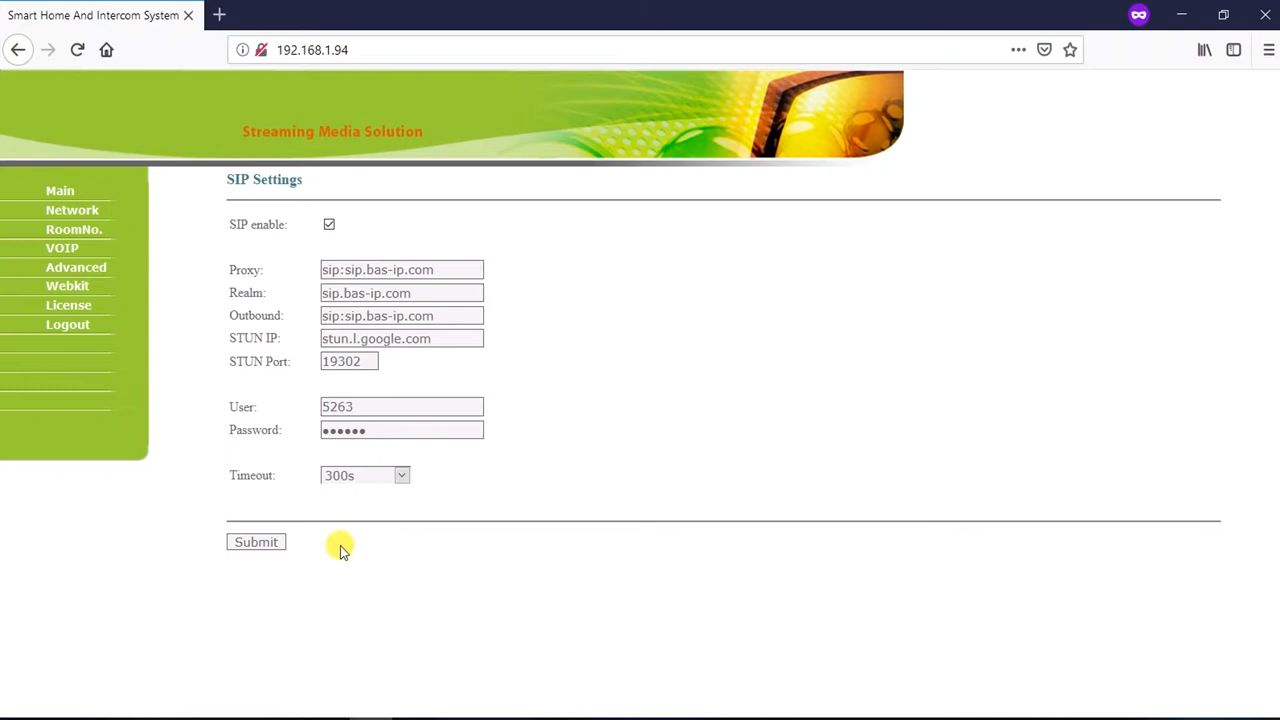 Smart Home And Intercom System
192.168.1.94
Streaming Media Solution
Main
Network
RoomNo.
VOIP
Advanced
Webkit
License
Logout
SIP Settings
SIP enable:
Proxy: sip:sip.bas-ip.com
Realm: sip.bas-ip.com
Outbound: sip:sip.bas-ip.com
STUN IP: stun.l.google.com
STUN Port: 19302
User: 5263
Password: ••••••
Timeout: 300s
Submit